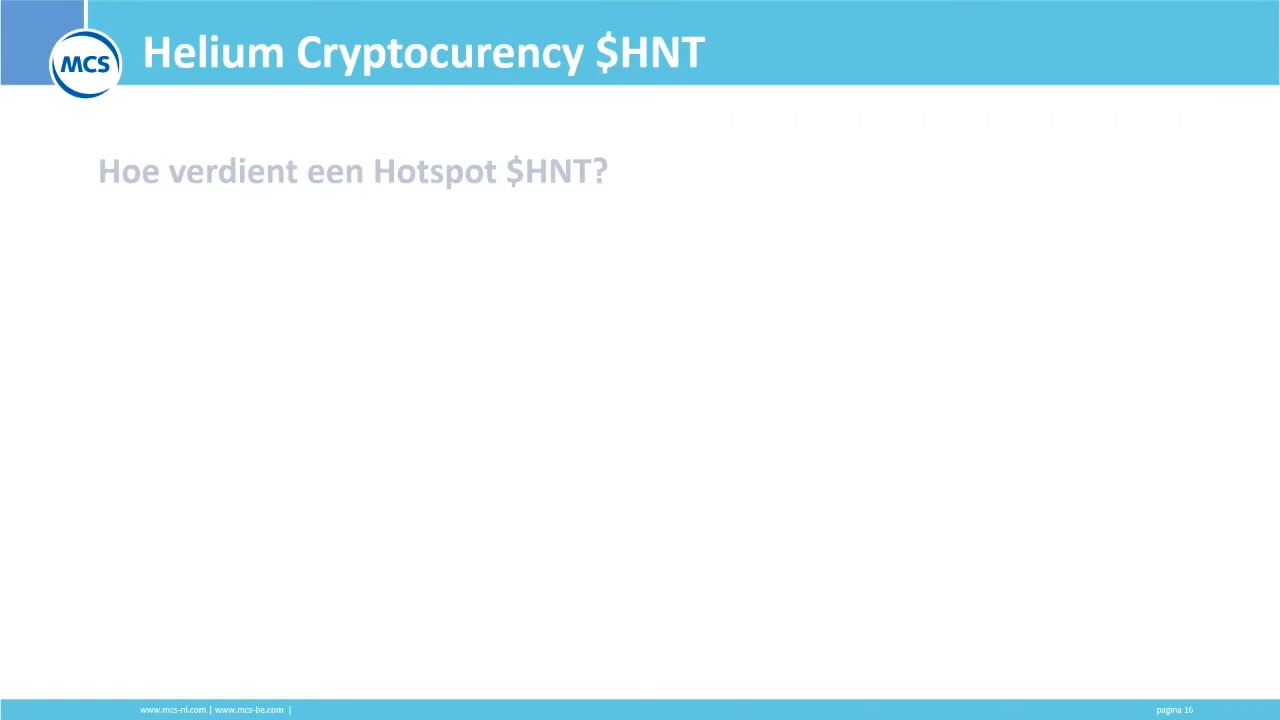 MCS
Helium Cryptocurency $HNT
Hoe verdient een Hotspot $HNT?
www.mcs-nl.com | www.mcs-be.com |
pagina 16